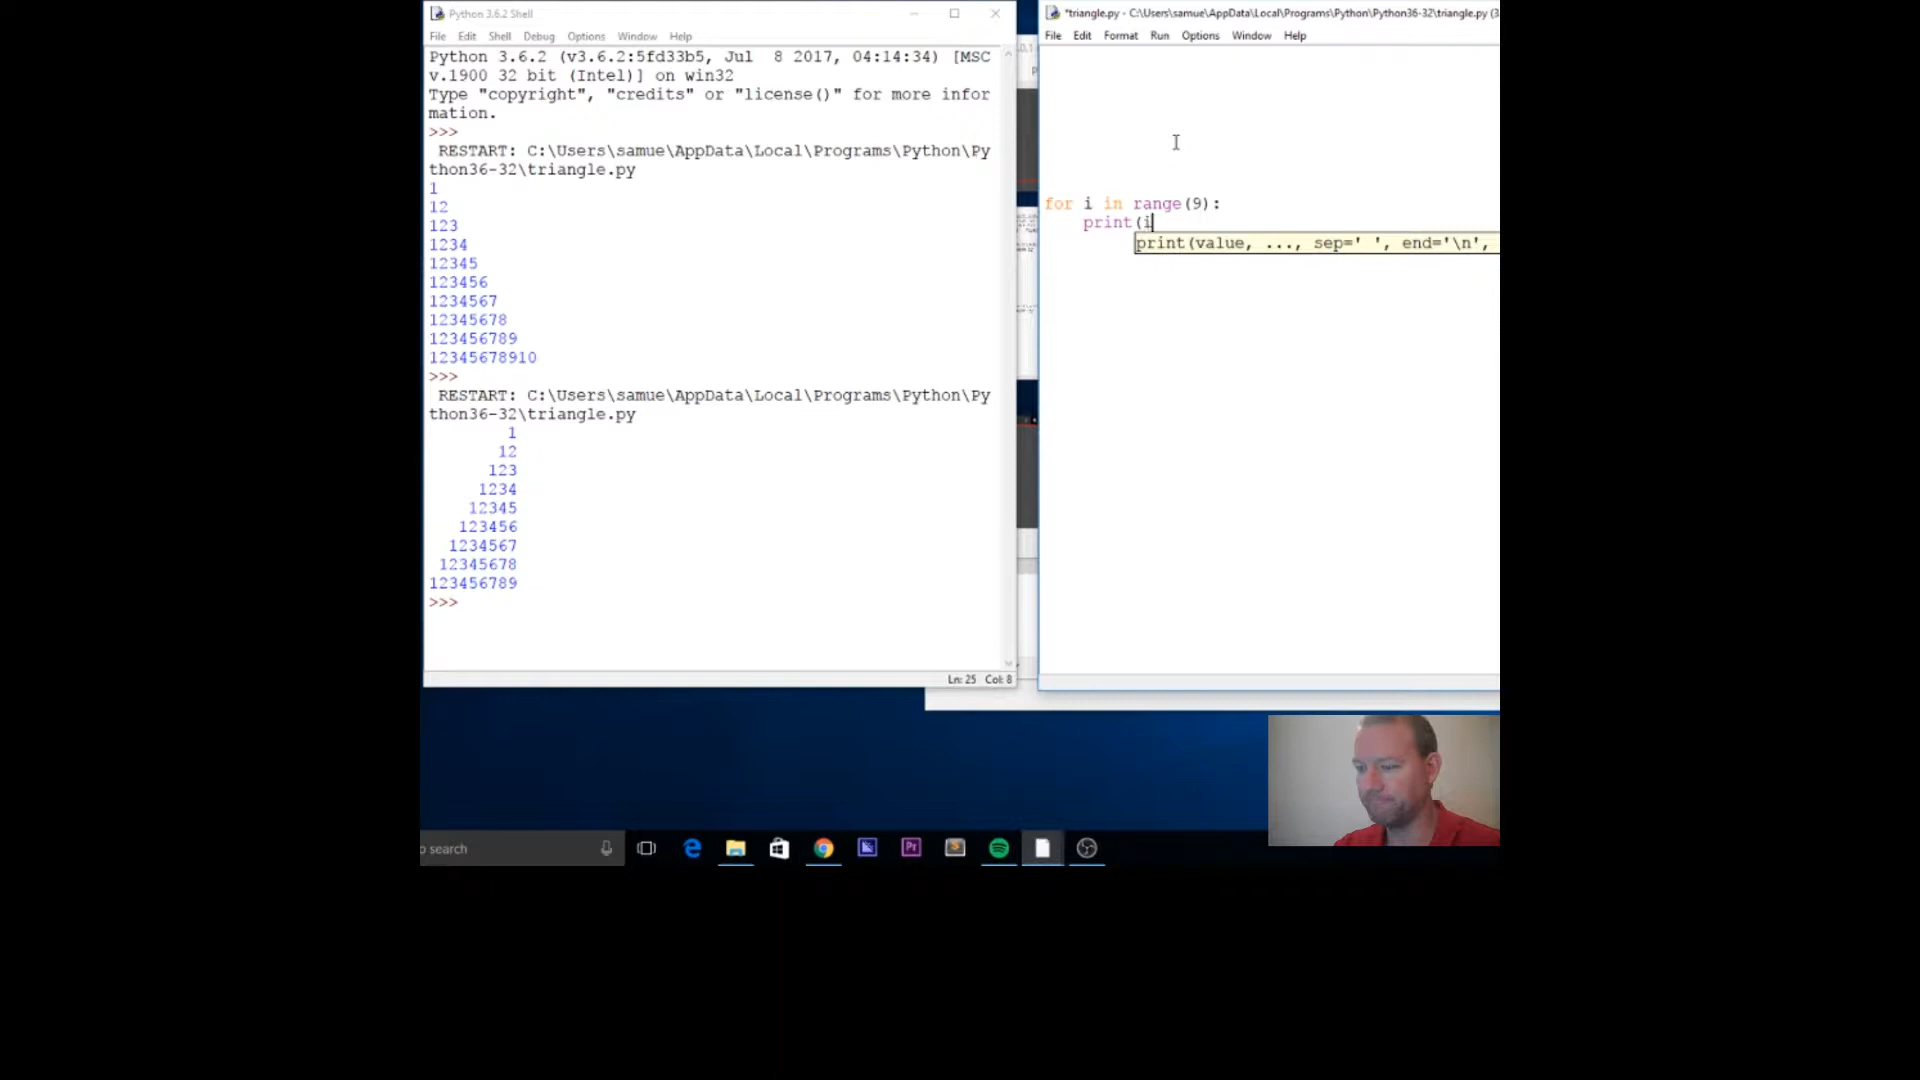 Python 3.6.2 Shell
File Edit Shell Debug Options Window Help
Python 3.6.2 (v3.6.2:5fd33b5, Jul  8 2017, 04:14:34) [MSC
v.1900 32 bit (Intel)] on win32
Type "copyright", "credits" or "license()" for more infor
mation.
>>>
 RESTART: C:\Users\samue\AppData\Local\Programs\Python\Py
thon36-32\triangle.py
1
12
123
1234
12345
123456
1234567
12345678
123456789
12345678910
>>>
 RESTART: C:\Users\samue\AppData\Local\Programs\Python\Py
thon36-32\triangle.py
        1
       12
      123
     1234
    12345
   123456
  1234567
 12345678
123456789
>>>
Ln: 25 Col: 8
*triangle.py - C:\Users\samue\AppData\Local\Programs\Python\Python36-32\triangle.py (3
File Edit Format Run Options Window Help
for i in range(9):
    print(i
print(value, ..., sep=' ', end='\n',
search
Pr